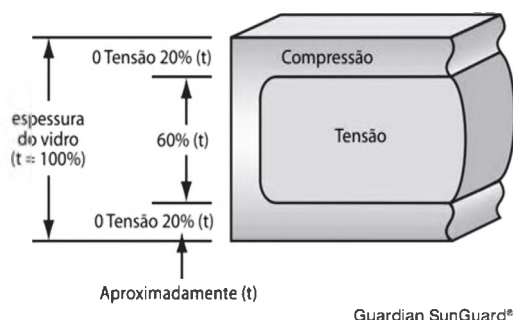 0 Tensão 20% (t)
Compressão
espessura
do vidro
(t = 100%)
60% (t)
Tensão
0 Tensão 20% (t)
Aproximadamente (t)
Guardian SunGuard®